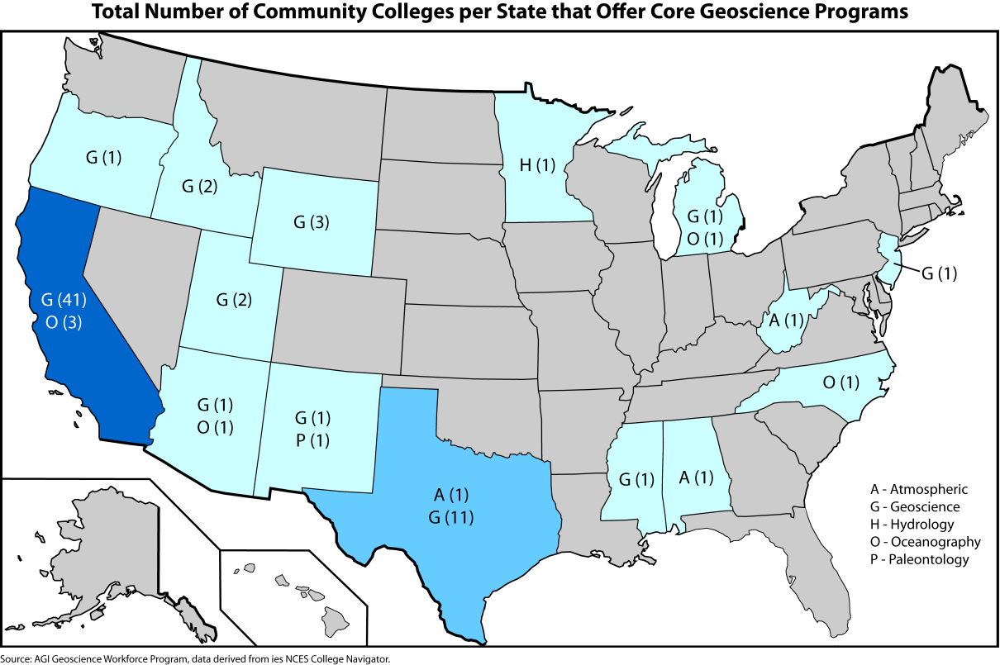 Total Number of Community Colleges per State that Offer Core Geoscience Programs
G (1)
G (2)
G (3)
H (1)
G (1)
O (1)
G (1)
G (41)
O (3)
G (2)
A (1)
O (1)
G (1)
O (1)
G (1)
P (1)
A (1)
G (11)
G (1)
A (1)
A - Atmospheric
G - Geoscience
H - Hydrology
O - Oceanography
P - Paleontology
Source: AGI Geoscience Workforce Program, data derived from ies NCES College Navigator.